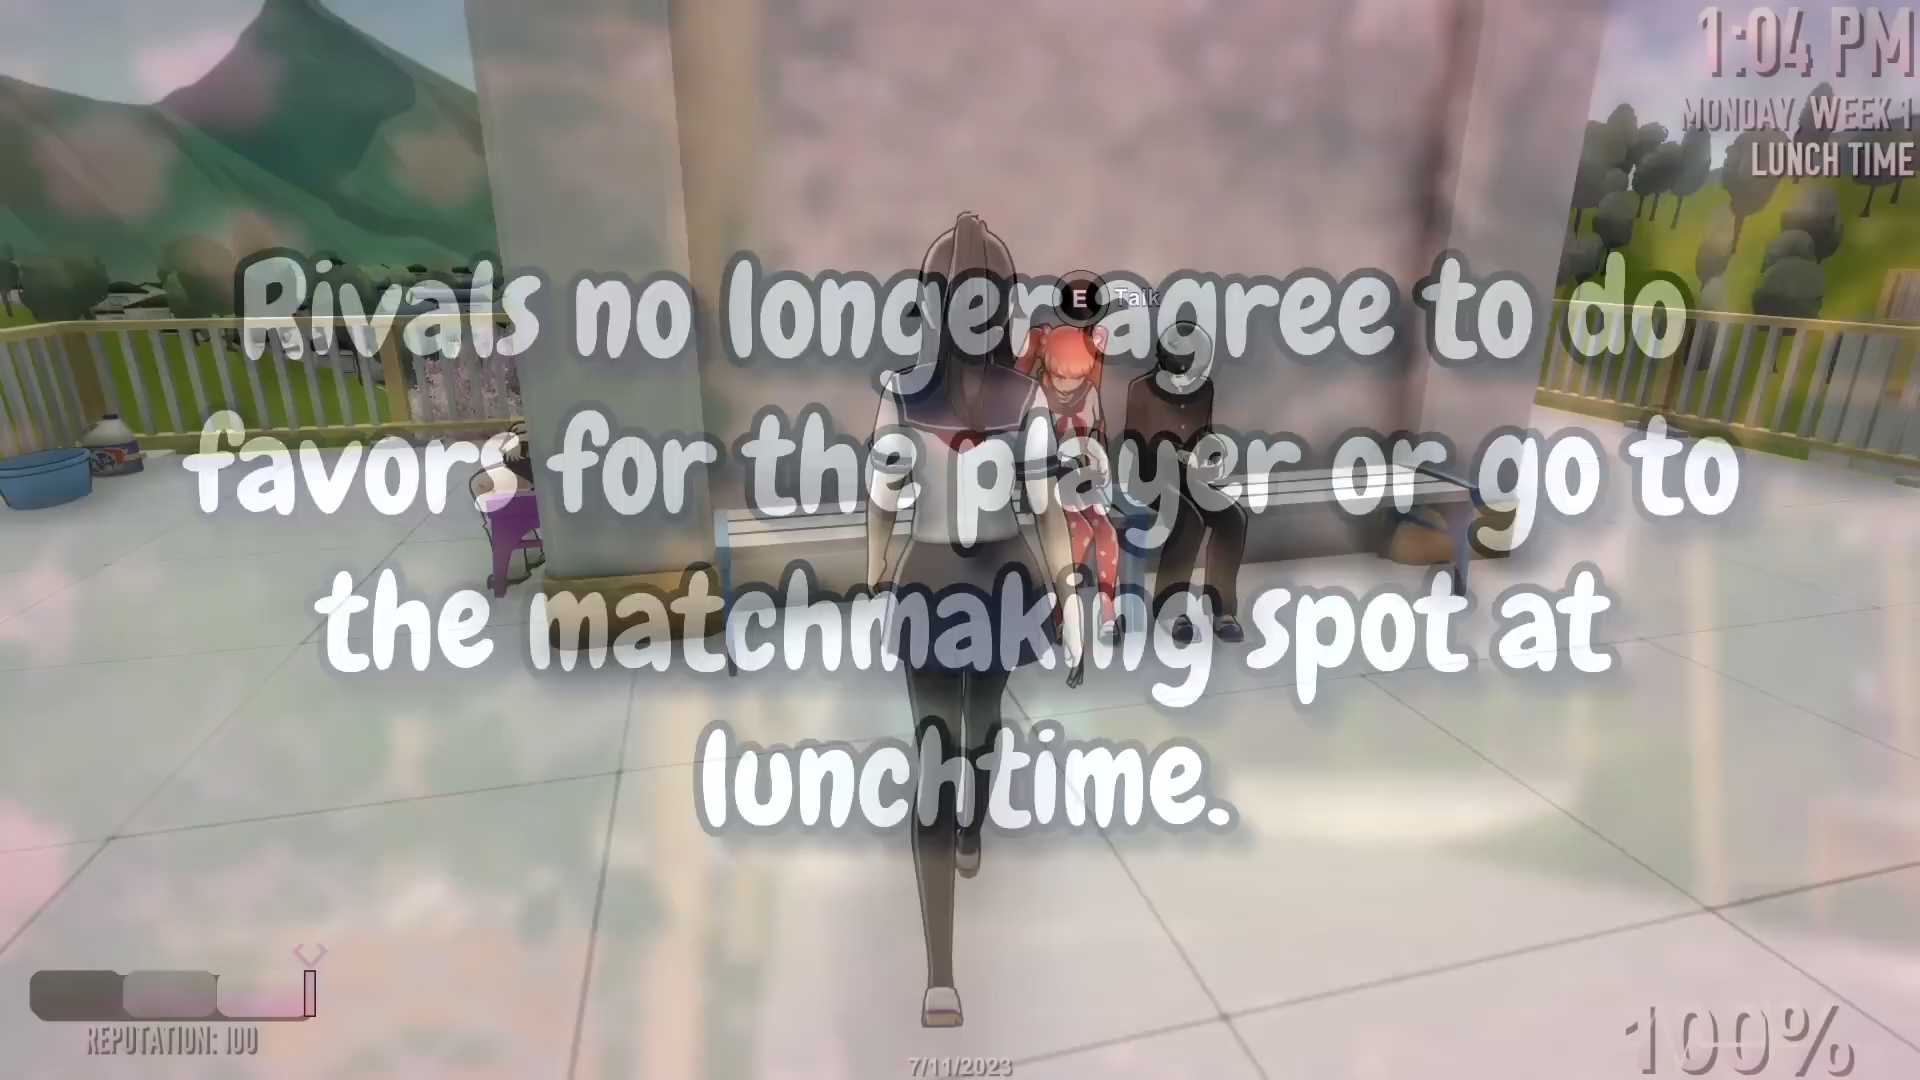 1:04 PM
MONDAY, WEEK 1
LUNCH TIME
E Talk
Rivals no longer agree to do
favors for the player or go to
the matchmaking spot at
lunchtime.
REPUTATION: 100
7/11/2023
100%